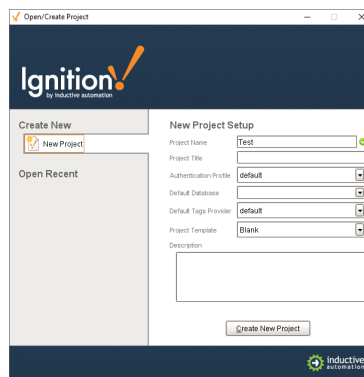 Open/Create Project
Ignition!
by inductive automation
Create New
New Project
Open Recent
New Project Setup
Project Name Test
Project Title
Authentication Profile default
Default Database
Default Tags Provider default
Project Template Blank
Description
Create New Project
inductive
automation